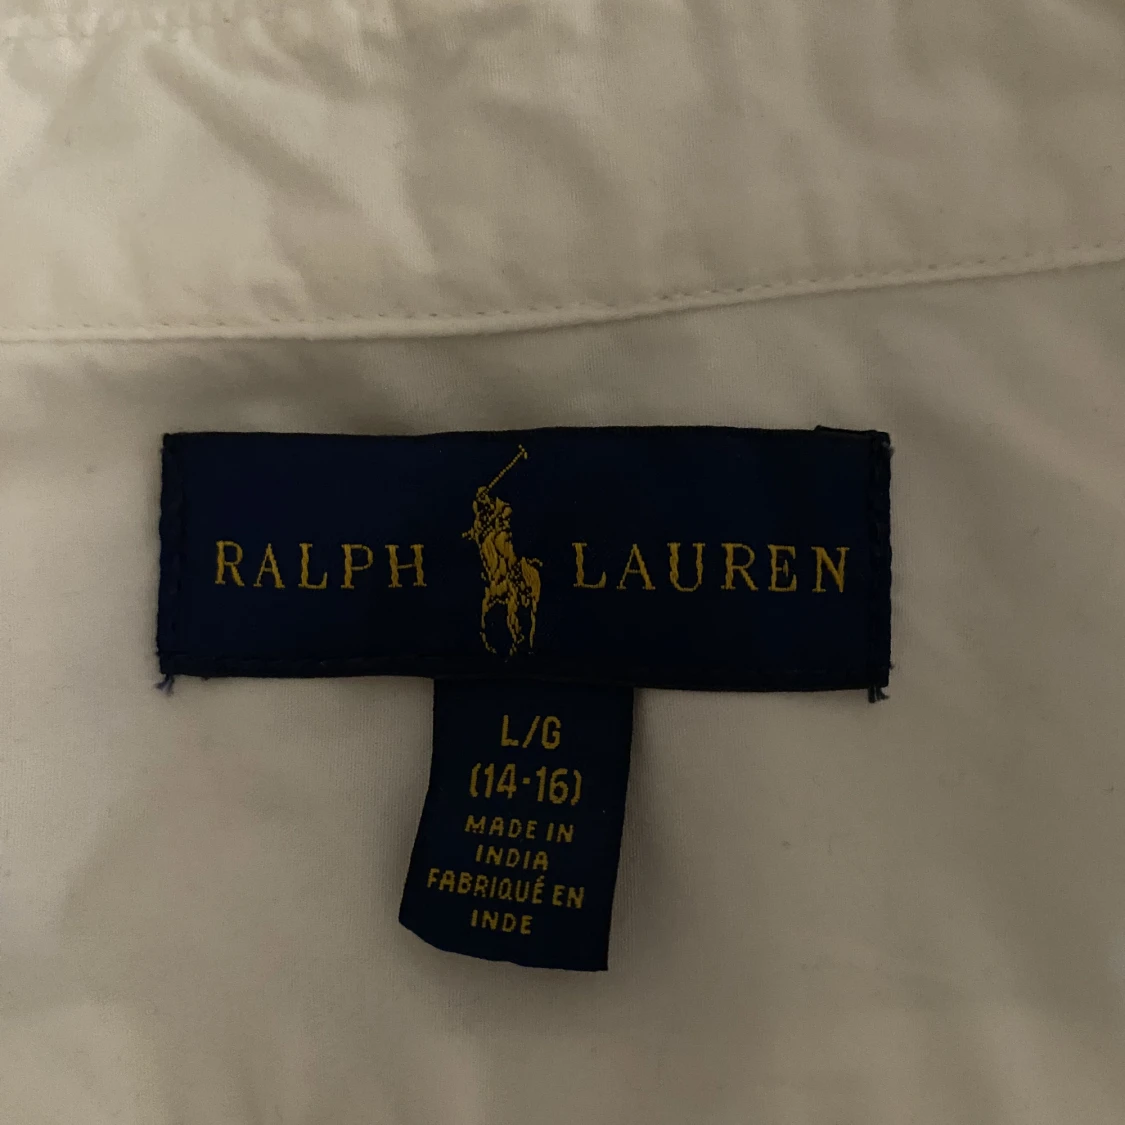 RALPH LAUREN
L/G
(14-16)
MADE IN
INDIA
FABRIQUÉ EN
INDE